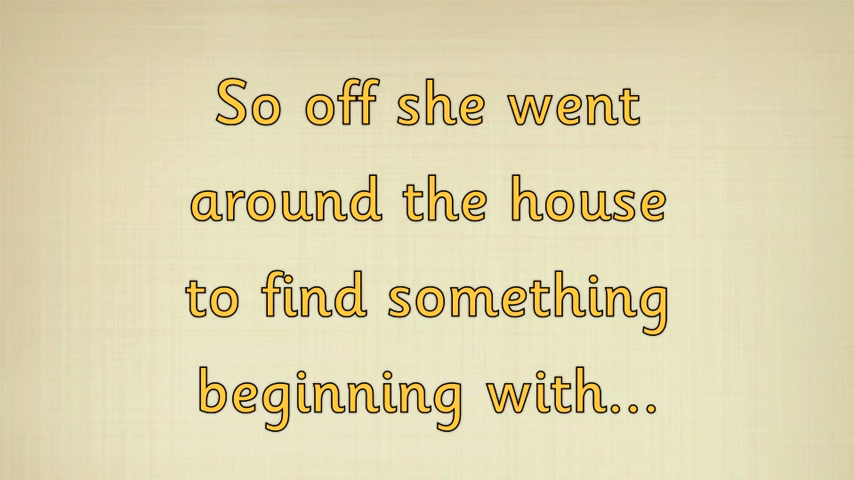 So off she went
around the house
to find something
beginning with...